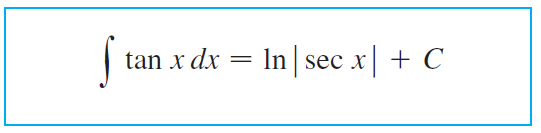 ∫ tan x dx = ln | sec x | + C